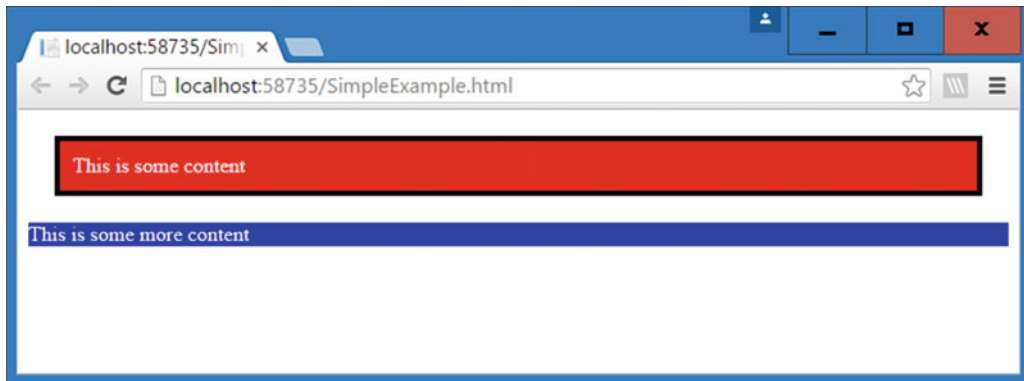 localhost:58735/Sim
localhost:58735/SimpleExample.html
This is some content
This is some more content